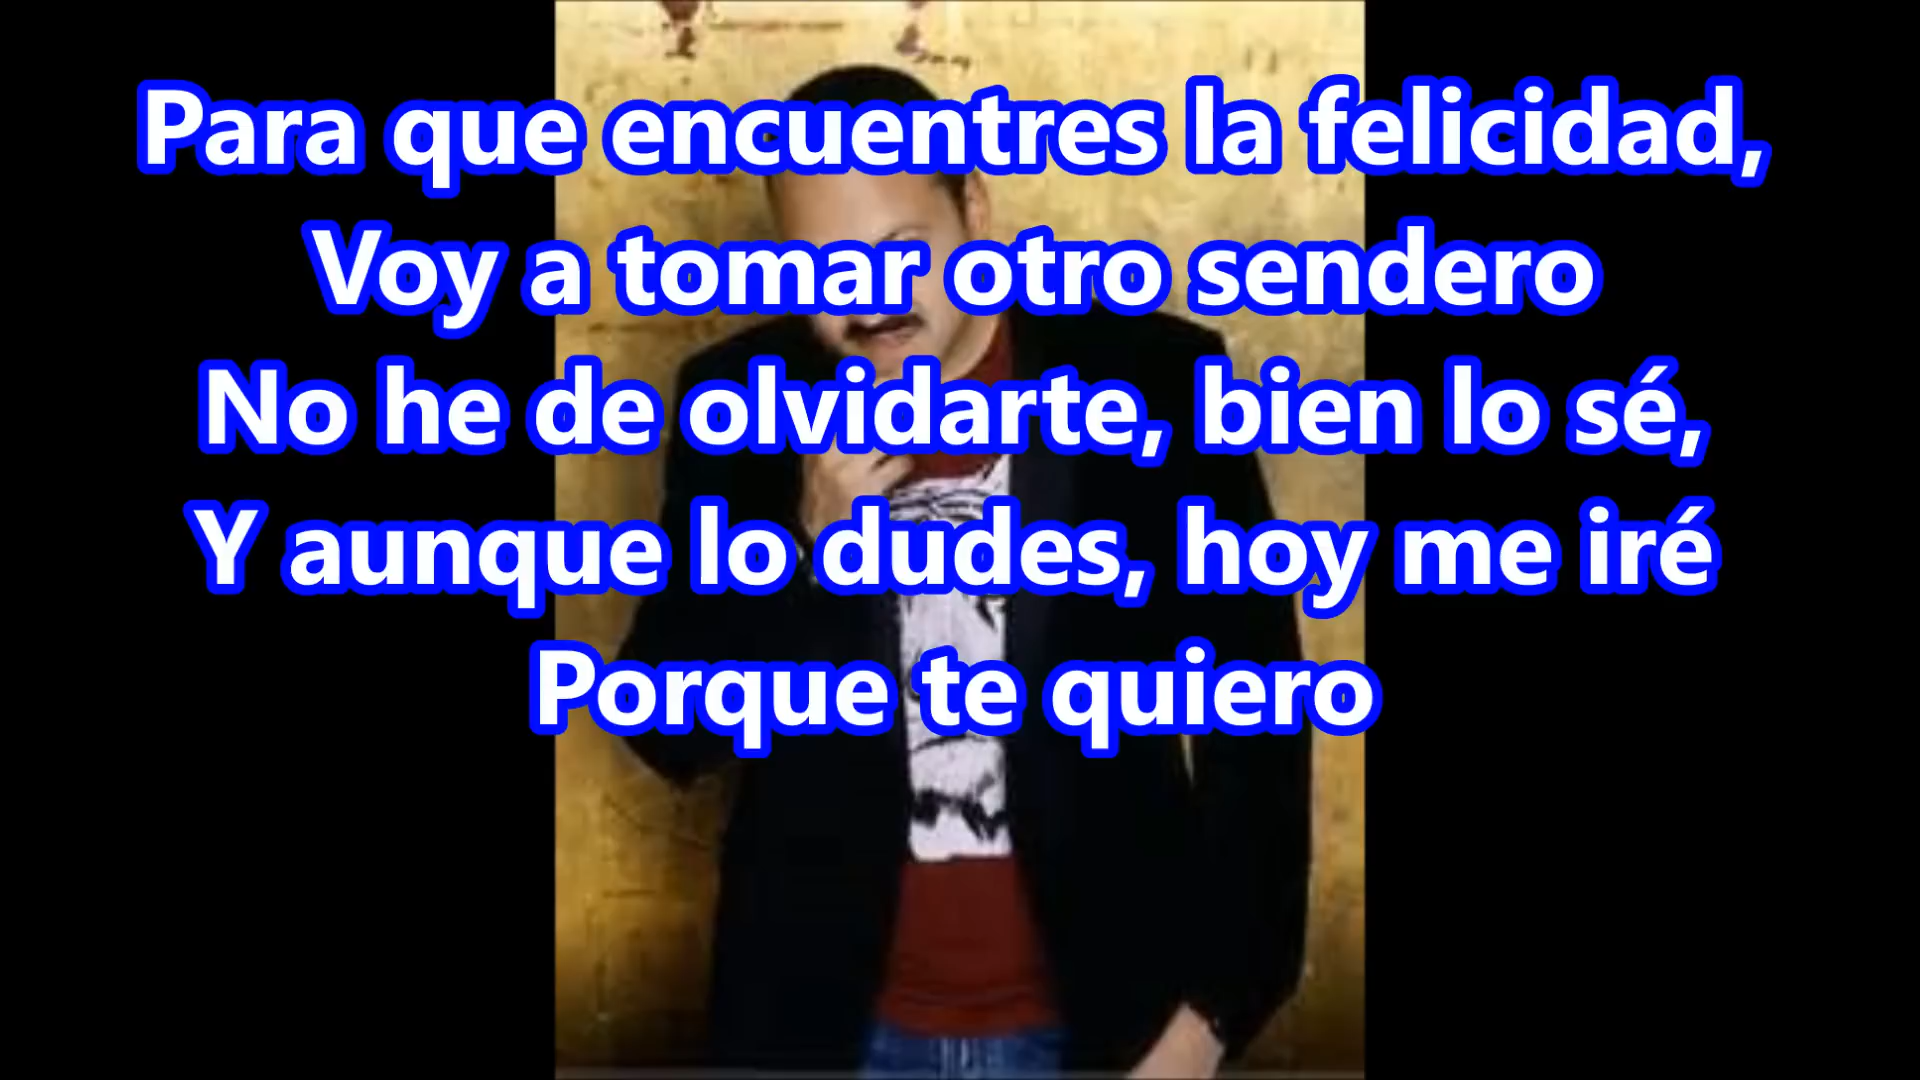 Para que encuentres la felicidad,
Voy a tomar otro sendero
No he de olvidarte, bien lo sé,
Y aunque lo dudes, hoy me iré
Porque te quiero